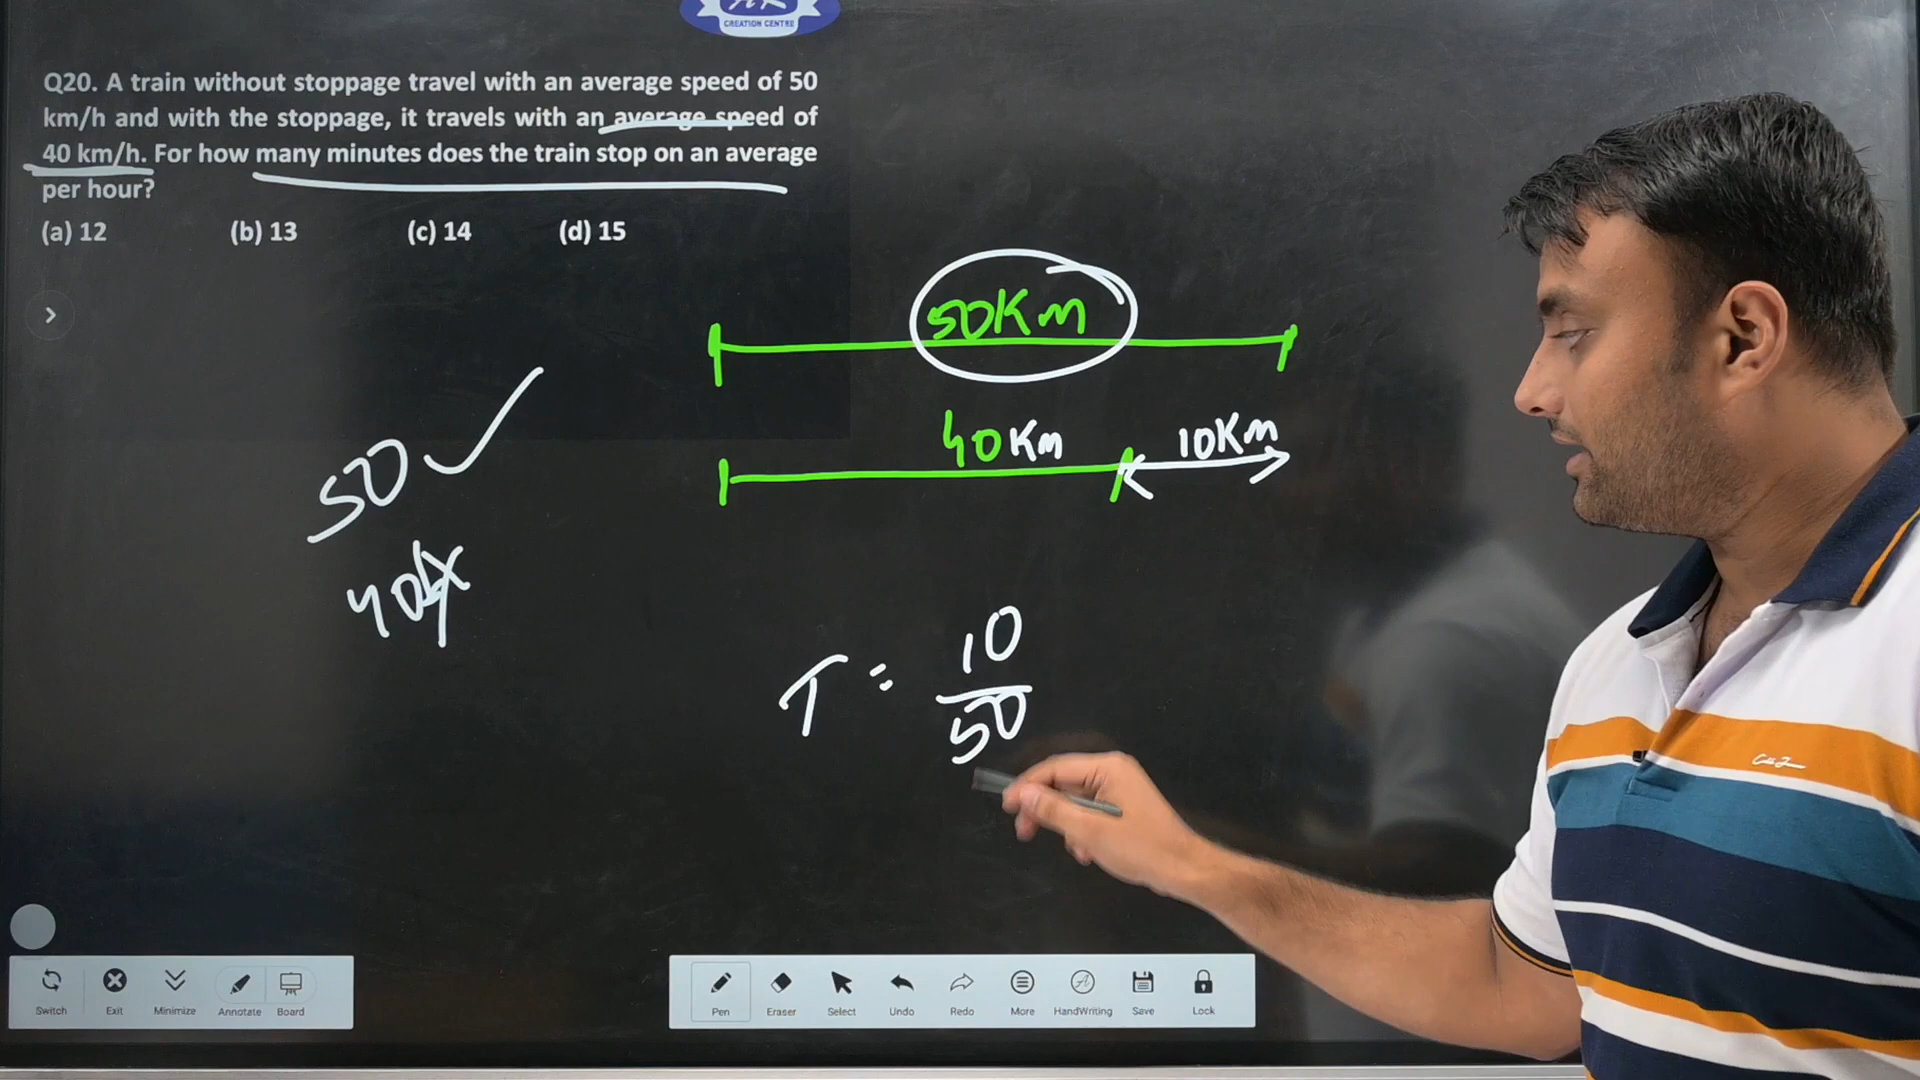 CREATION CENTRE
Q20. A train without stoppage travel with an average speed of 50
km/h and with the stoppage, it travels with an average speed of
40 km/h. For how many minutes does the train stop on an average
per hour?
(a) 12 (b) 13 (c) 14 (d) 15
50Km
40Km 10Km
50
40
T = 10
50
Switch Exit Minimize Annotate Board
Pen Eraser Select Undo Redo More HandWriting Save Lock